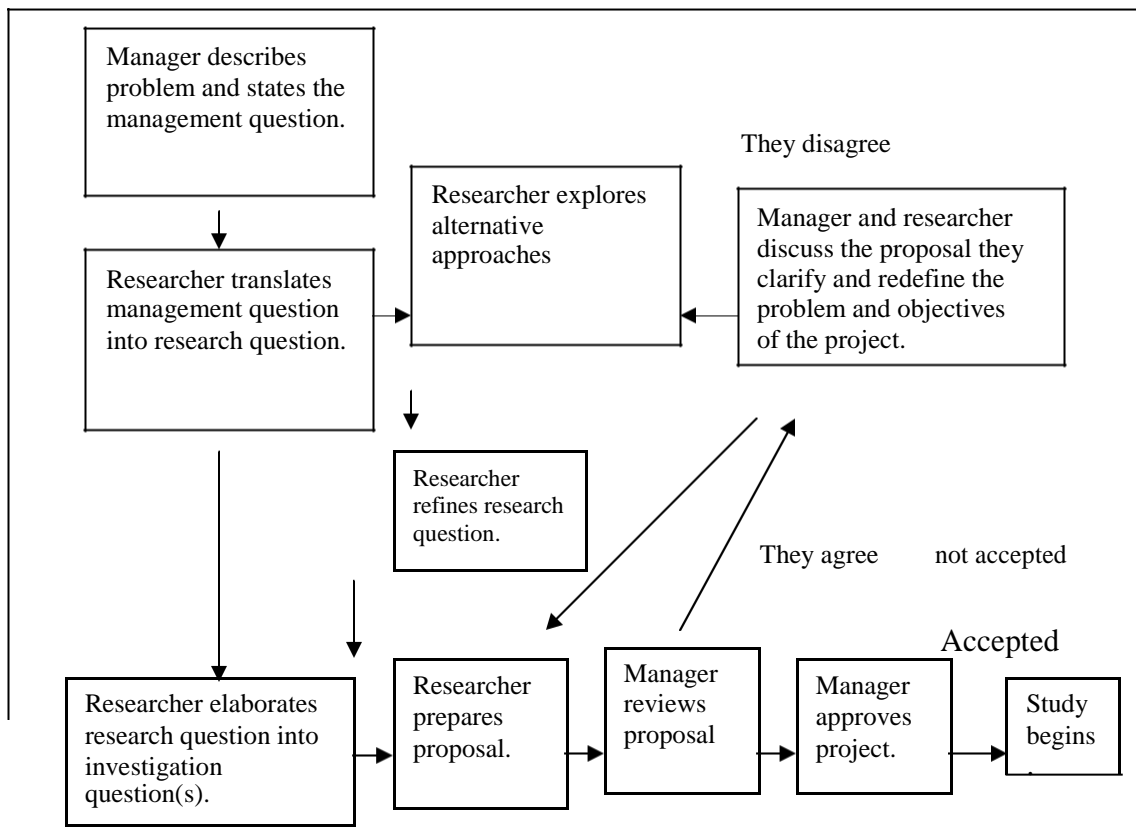 Manager describes
problem and states the
management question.
They disagree
Researcher explores
alternative
approaches
Manager and researcher
discuss the proposal they
clarify and redefine the
problem and objectives
of the project.
Researcher translates
management question
into research question.
Researcher
refines research
question.
They agree not accepted
Accepted
Researcher elaborates
research question into
investigation
question(s).
Researcher
prepares
proposal.
Manager
reviews
proposal
Manager
approves
project.
Study
begins
.